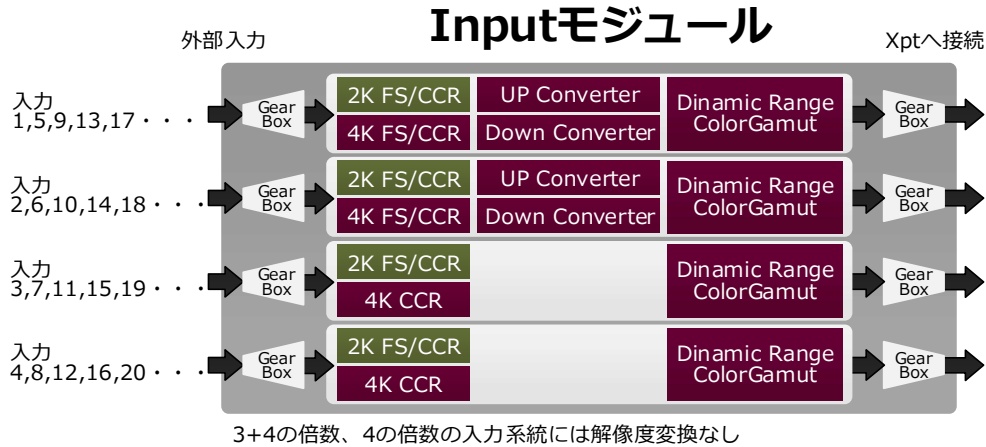 Inputモジュール
外部入力
Xptへ接続
入力
1,5,9,13,17・・・
Gear
Box
2K FS/CCR
4K FS/CCR
UP Converter
Down Converter
Dinamic Range
ColorGamut
Gear
Box
入力
2,6,10,14,18・・・
Gear
Box
2K FS/CCR
4K FS/CCR
UP Converter
Down Converter
Dinamic Range
ColorGamut
Gear
Box
入力
3,7,11,15,19・・・
Gear
Box
2K FS/CCR
4K CCR
Dinamic Range
ColorGamut
Gear
Box
入力
4,8,12,16,20・・・
Gear
Box
2K FS/CCR
4K CCR
Dinamic Range
ColorGamut
Gear
Box
3+4の倍数、4の倍数の入力系統には解像度変換なし